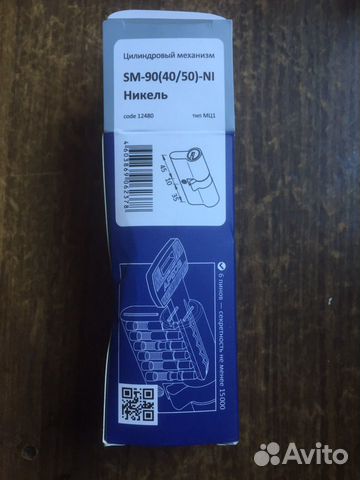 Цилиндровый механизм
SM-90(40/50)-NI
Никель
code 12480
тип МЦ1
45
10
35
4603869062378
6 пинов — секретность не менее 15000
Avito